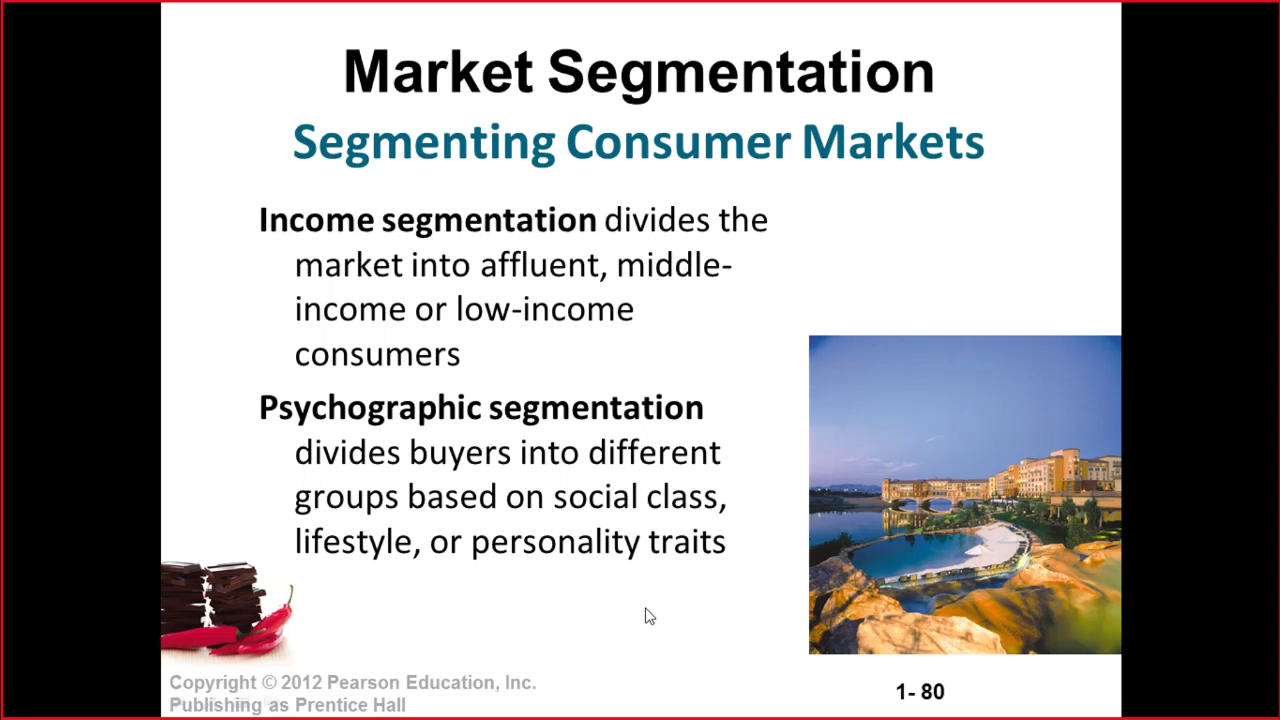 Market Segmentation
Segmenting Consumer Markets
Income segmentation divides the
market into affluent, middle-
income or low-income
consumers
Psychographic segmentation
divides buyers into different
groups based on social class,
lifestyle, or personality traits
Copyright © 2012 Pearson Education, Inc.
Publishing as Prentice Hall
1- 80